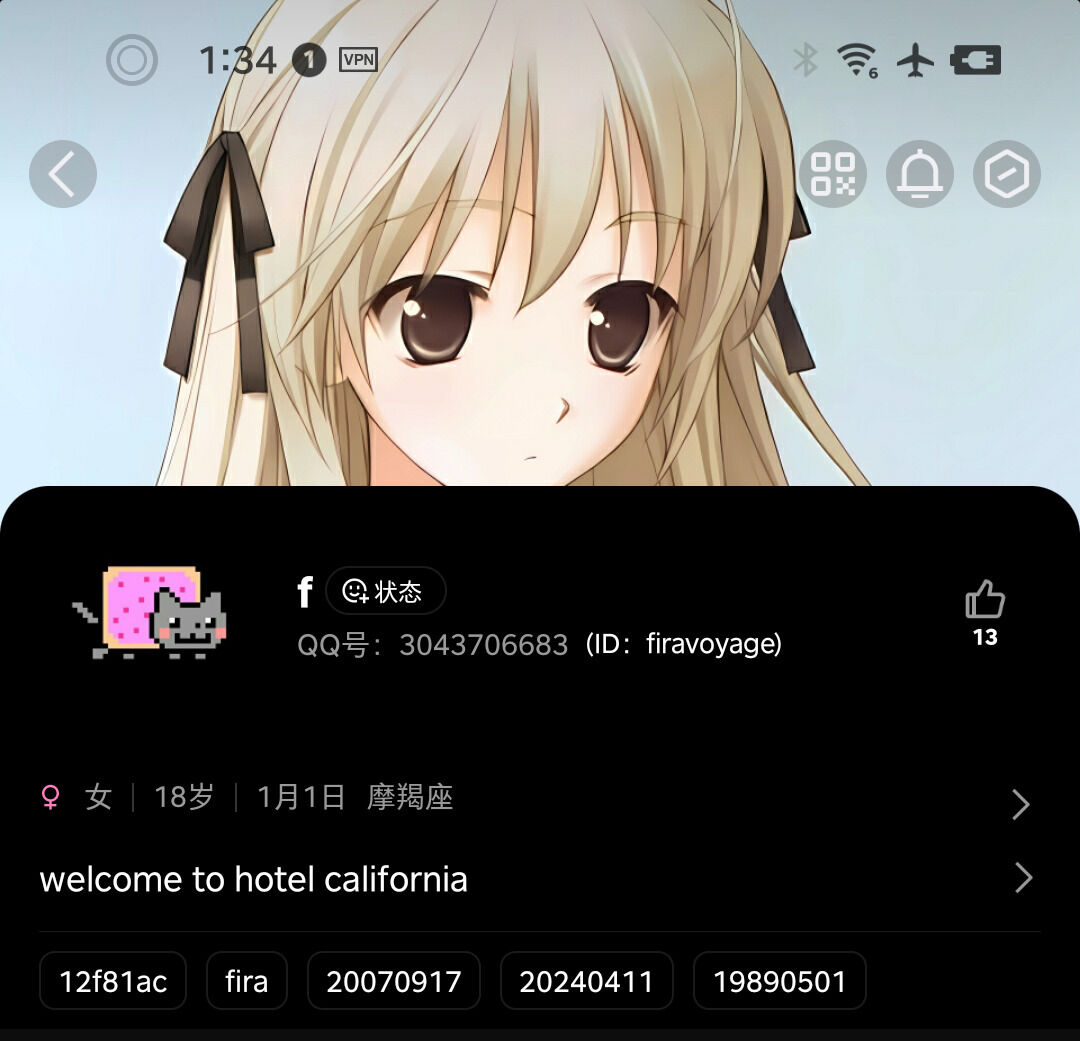 1:34 1 VPN 6
f 状态
QQ号：3043706683 (ID：firavoyage)
13
女 18岁 1月1日 摩羯座
welcome to hotel california
12f81ac fira 20070917 20240411 19890501